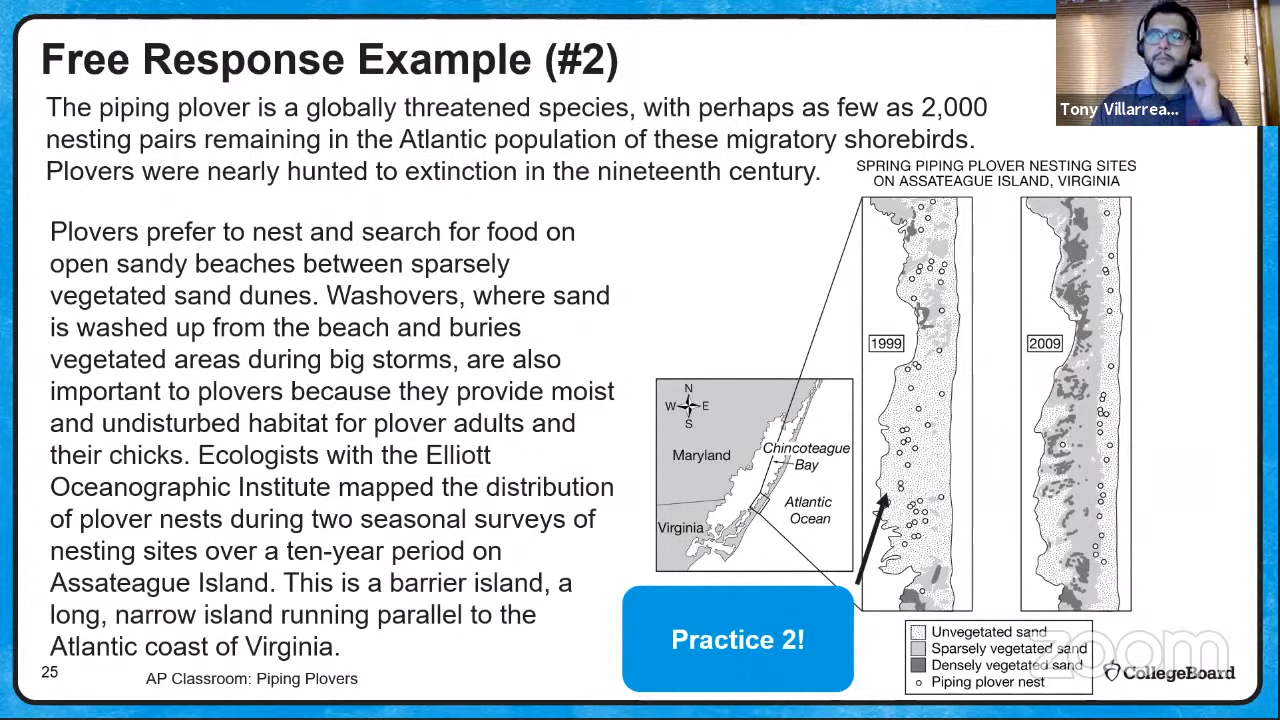 Free Response Example (#2)
The piping plover is a globally threatened species, with perhaps as few as 2,000
nesting pairs remaining in the Atlantic population of these migratory shorebirds.
Plovers were nearly hunted to extinction in the nineteenth century.
Tony Villarrea...
Plovers prefer to nest and search for food on
open sandy beaches between sparsely
vegetated sand dunes. Washovers, where sand
is washed up from the beach and buries
vegetated areas during big storms, are also
important to plovers because they provide moist
and undisturbed habitat for plover adults and
their chicks. Ecologists with the Elliott
Oceanographic Institute mapped the distribution
of plover nests during two seasonal surveys of
nesting sites over a ten-year period on
Assateague Island. This is a barrier island, a
long, narrow island running parallel to the
Atlantic coast of Virginia.
SPRING PIPING PLOVER NESTING SITES
ON ASSATEAGUE ISLAND, VIRGINIA
1999
2009
N
W E
S
Maryland
Chincoteague
Bay
Atlantic
Ocean
Virginia
Practice 2!
Unvegetated sand
Sparsely vegetated sand
Densely vegetated sand
Piping plover nest
zoom
CollegeBoard
25
AP Classroom: Piping Plovers